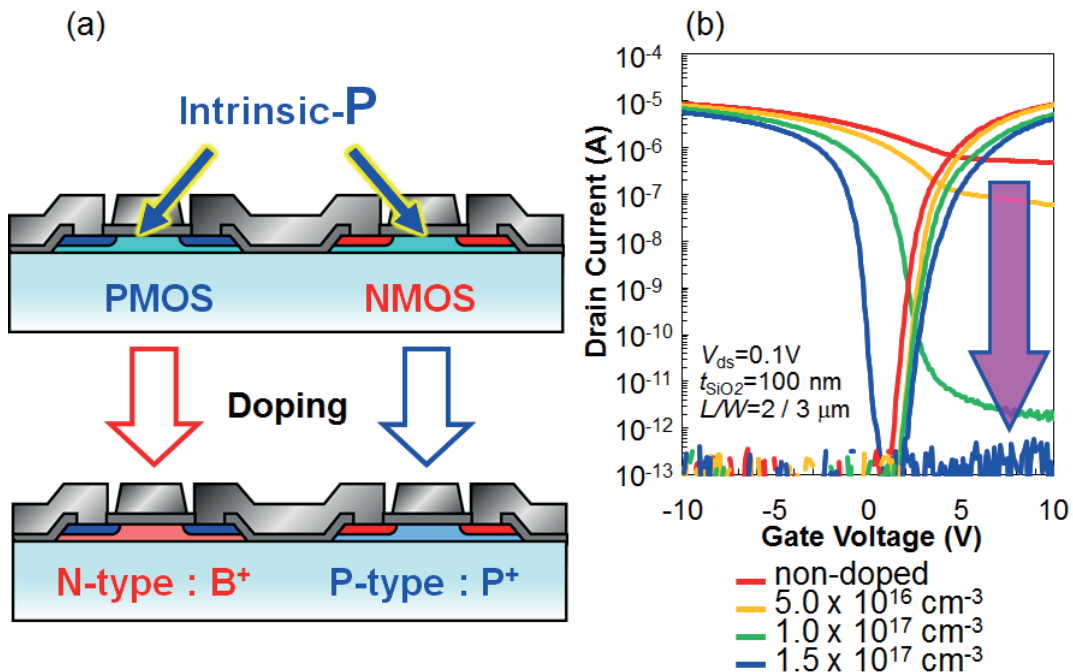 (a)
Intrinsic-P
PMOS NMOS
Doping
N-type : B⁺ P-type : P⁺
(b)
Drain Current (A)
10⁻⁴
10⁻⁵
10⁻⁶
10⁻⁷
10⁻⁸
10⁻⁹
10⁻¹⁰
10⁻¹¹
10⁻¹²
10⁻¹³
V_ds=0.1V
t_SiO2=100 nm
L/W=2 / 3 μm
-10 -5 0 5 10
Gate Voltage (V)
non-doped
5.0 x 10¹⁶ cm⁻³
1.0 x 10¹⁷ cm⁻³
1.5 x 10¹⁷ cm⁻³